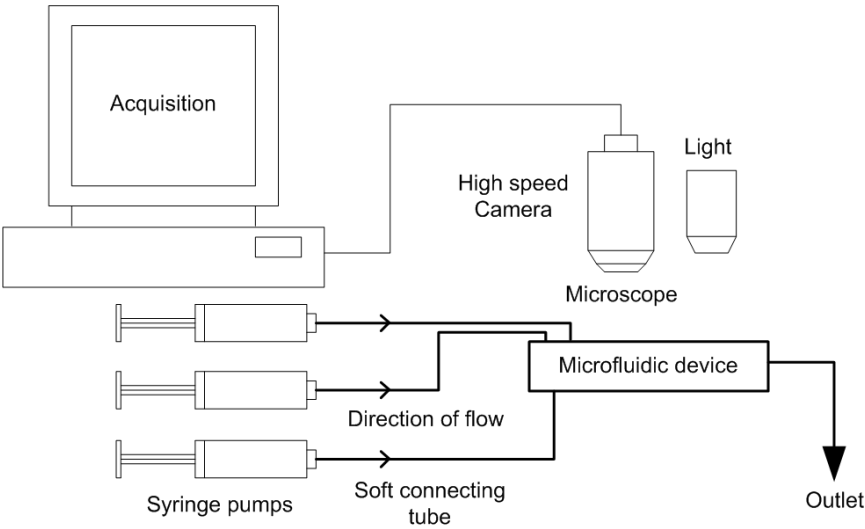 Acquisition
Light
High speed
Camera
Microscope
Microfluidic device
Direction of flow
Syringe pumps
Soft connecting
tube
Outlet